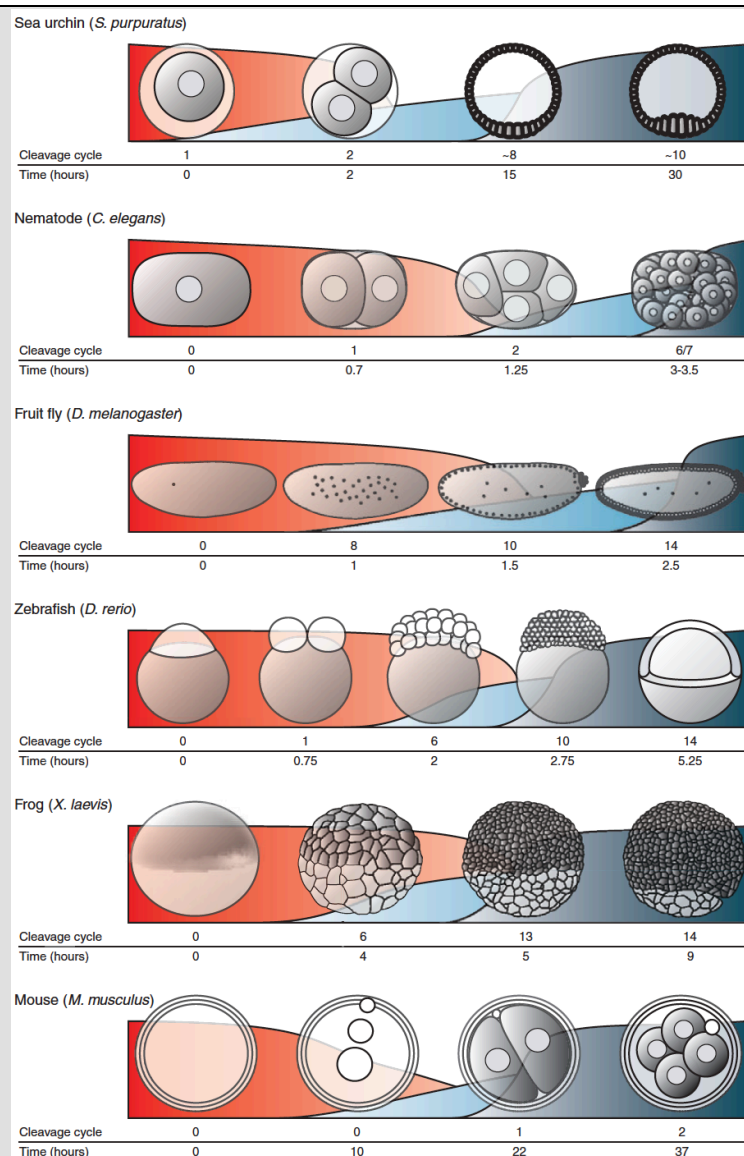 Sea urchin (S. purpuratus)
Cleavage cycle 1 2 ~8 ~10
Time (hours) 0 2 15 30
Nematode (C. elegans)
Cleavage cycle 0 1 2 6/7
Time (hours) 0 0.7 1.25 3-3.5
Fruit fly (D. melanogaster)
Cleavage cycle 0 8 10 14
Time (hours) 0 1 1.5 2.5
Zebrafish (D. rerio)
Cleavage cycle 0 1 6 10 14
Time (hours) 0 0.75 2 2.75 5.25
Frog (X. laevis)
Cleavage cycle 0 6 13 14
Time (hours) 0 4 5 9
Mouse (M. musculus)
Cleavage cycle 0 0 1 2
Time (hours) 0 10 22 37